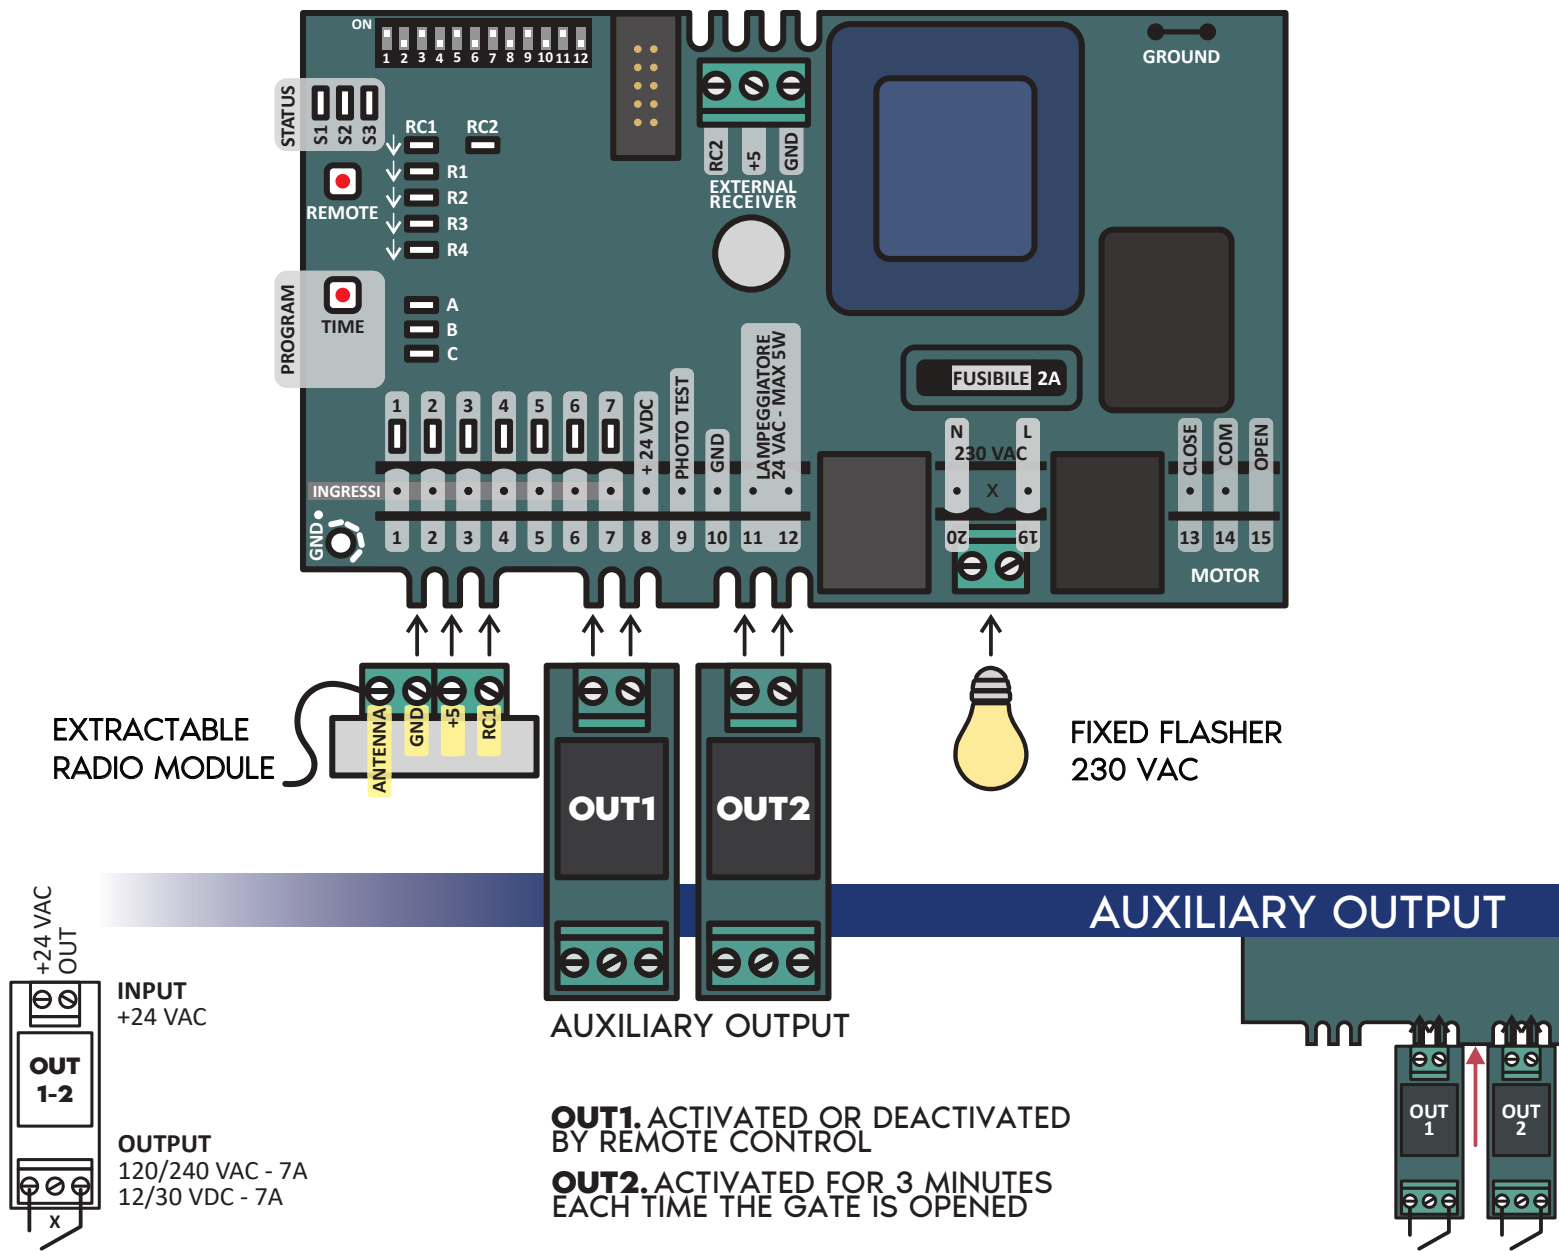 ON
1 2 3 4 5 6 7 8 9 10 11 12
STATUS
S1
S2
S3
RC1
RC2
R1
R2
R3
R4
REMOTE
PROGRAM
TIME
A
B
C
RC2
+5
GND
EXTERNAL
RECEIVER
GROUND
FUSIBILE 2A
1 2 3 4 5 6 7
+ 24 VDC
PHOTO TEST
GND
LAMPEGGIATORE
24 VAC - MAX 5W
N L
230 VAC
X
CLOSE
COM
OPEN
INGRESSI
GND
1 2 3 4 5 6 7 8 9 10 11 12
20 19
13 14 15
MOTOR
EXTRACTABLE
RADIO MODULE
ANTENNA
GND
+5
RC1
OUT1
OUT2
FIXED FLASHER
230 VAC
AUXILIARY OUTPUT
AUXILIARY OUTPUT
+24 VAC
OUT
INPUT
+24 VAC
OUT
1-2
OUTPUT
120/240 VAC - 7A
12/30 VDC - 7A
X
OUT1. ACTIVATED OR DEACTIVATED
BY REMOTE CONTROL
OUT2. ACTIVATED FOR 3 MINUTES
EACH TIME THE GATE IS OPENED
OUT
1
OUT
2